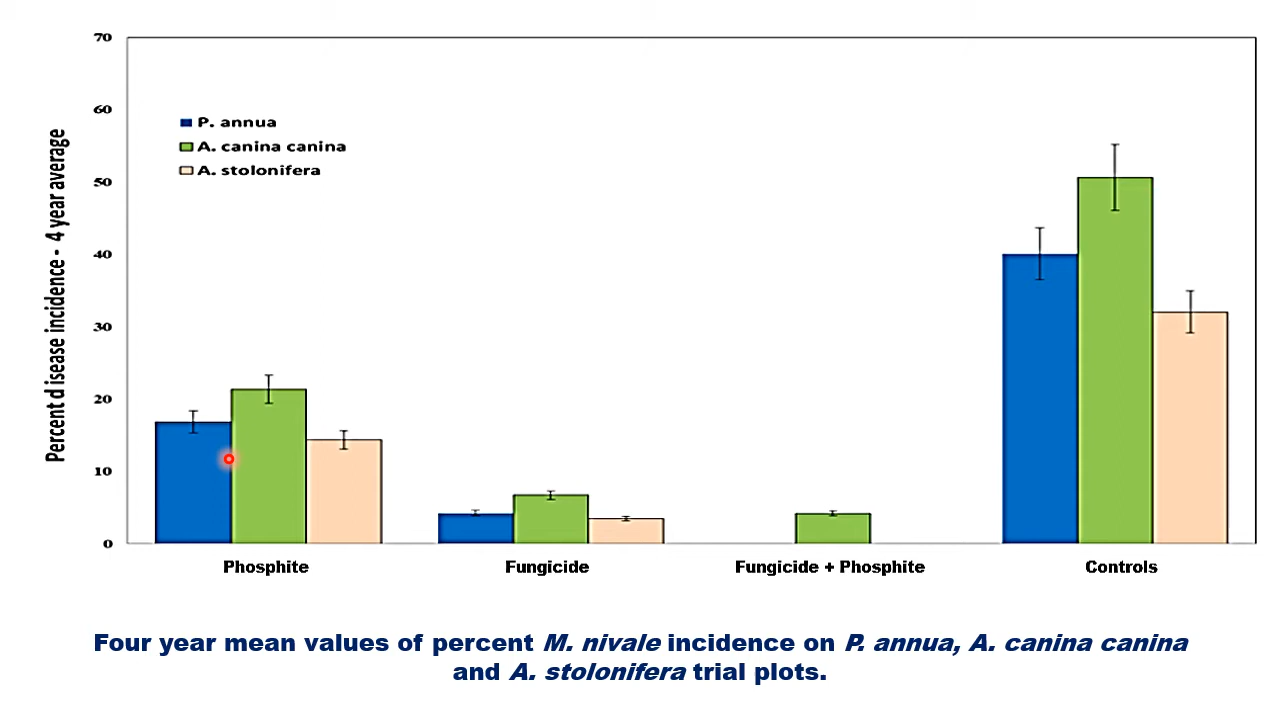 70
60
50
40
30
20
10
0
Percent d isease incidence - 4 year average
P. annua
A. canina canina
A. stolonifera
Phosphite
Fungicide
Fungicide + Phosphite
Controls
Four year mean values of percent M. nivale incidence on P. annua, A. canina canina
and A. stolonifera trial plots.